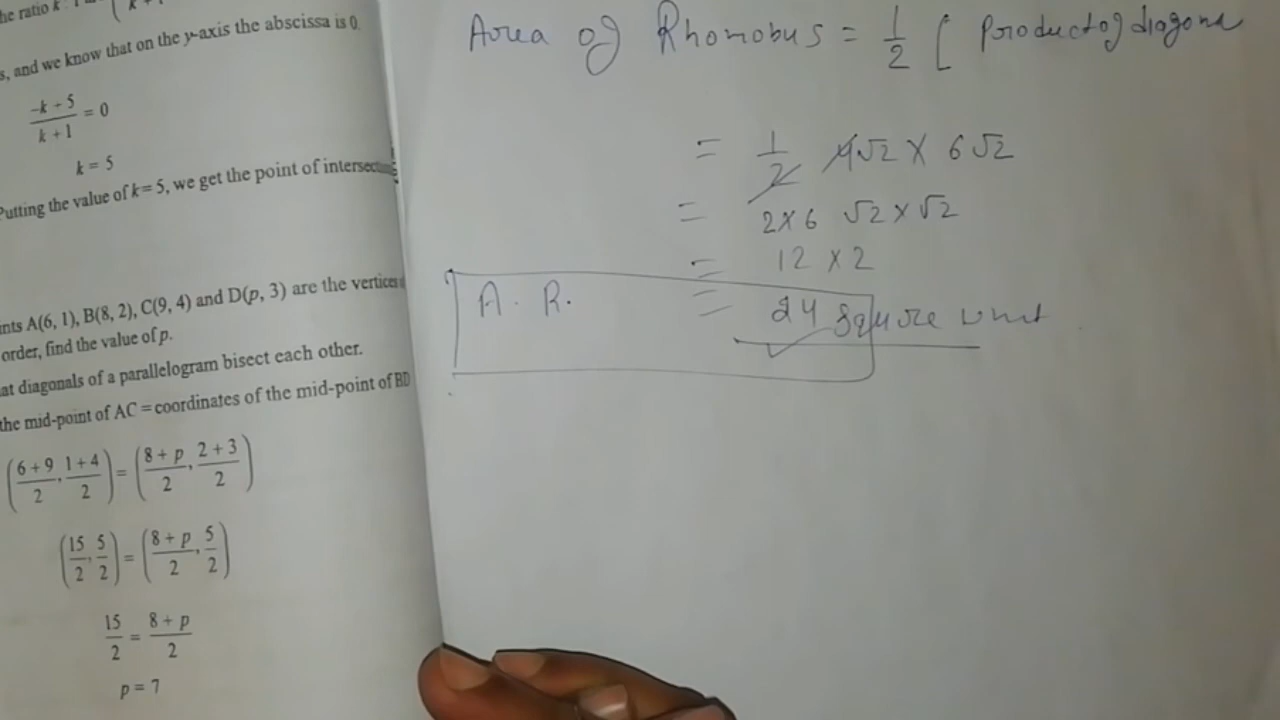 he ratio k
s, and we know that on the y-axis the abscissa is 0.
-k + 5 / k + 1 = 0
k = 5
Putting the value of k = 5, we get the point of
ints A(6, 1), B(8, 2), C(9, 4) and D(p, 3) are the vertices
order, find the value of p.
at diagonals of a parallelogram bisect each other.
the mid-point of AC = coordinates of the mid-point of BD
(6 + 9 / 2, 1 + 4 / 2) = (8 + p / 2, 2 + 3 / 2)
(15 / 2, 5 / 2) = (8 + p / 2, 5 / 2)
15 / 2 = 8 + p / 2
p = 7
Area of Rhombus = 1/2 [ Product of diagona
= 1/2 4√2 × 6√2
= 2×6 √2×√2
= 12 × 2
A. R. = 24 Square unit